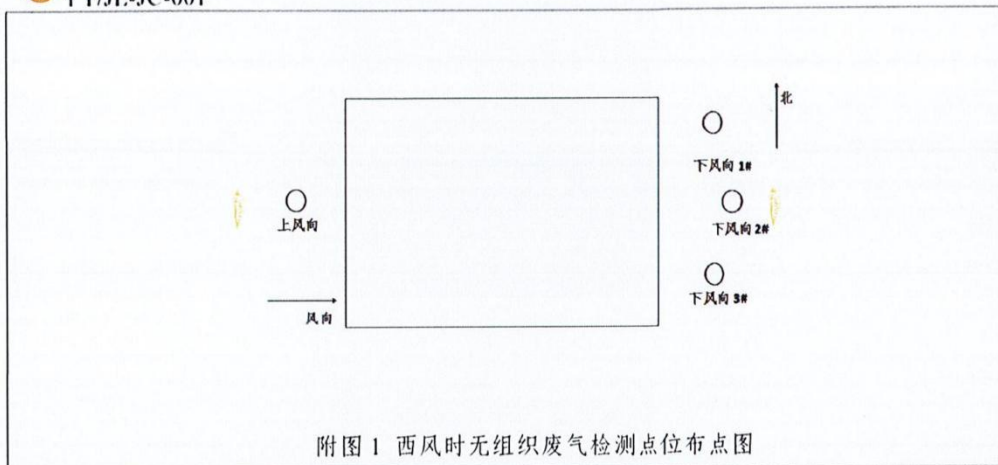 北
下风向 1#
上风向
下风向 2#
下风向 3#
风向
附图 1 西风时无组织废气检测点位布点图